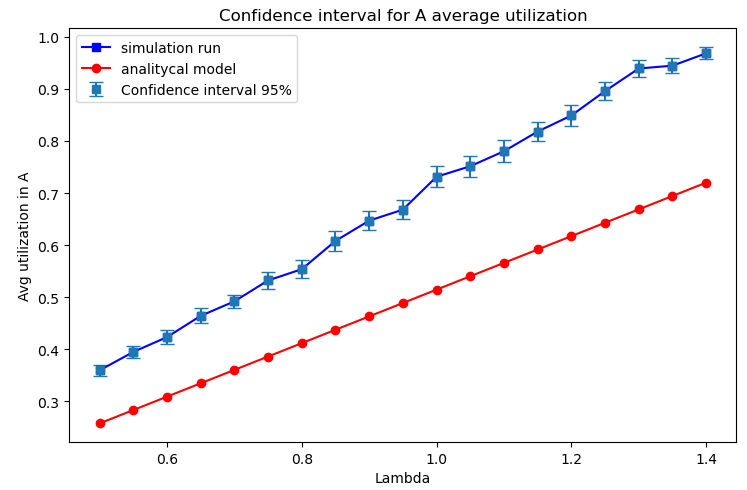 Confidence interval for A average utilization
simulation run
analitycal model
Confidence interval 95%
Avg utilization in A
1.0
0.9
0.8
0.7
0.6
0.5
0.4
0.3
0.6
0.8
1.0
1.2
1.4
Lambda